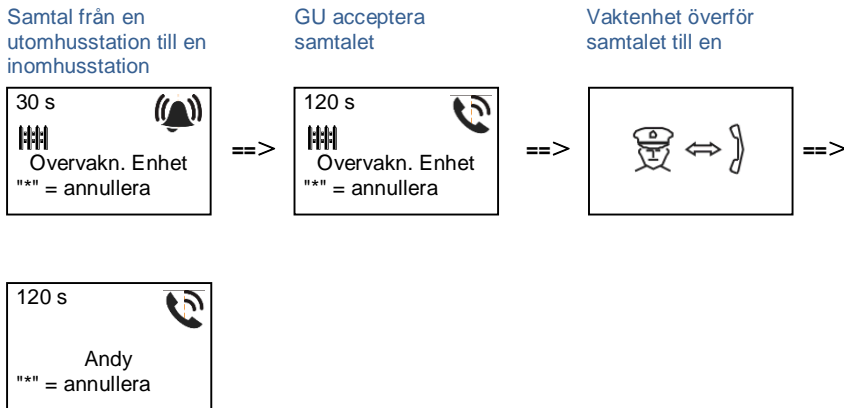 Samtal från en
utomhusstation till en
inomhusstation
GU acceptera
samtalet
Vaktenhet överför
samtalet till en
30 s
Overvakn. Enhet
"*" = annullera
==>
120 s
Overvakn. Enhet
"*" = annullera
==>
==>
120 s
Andy
"*" = annullera